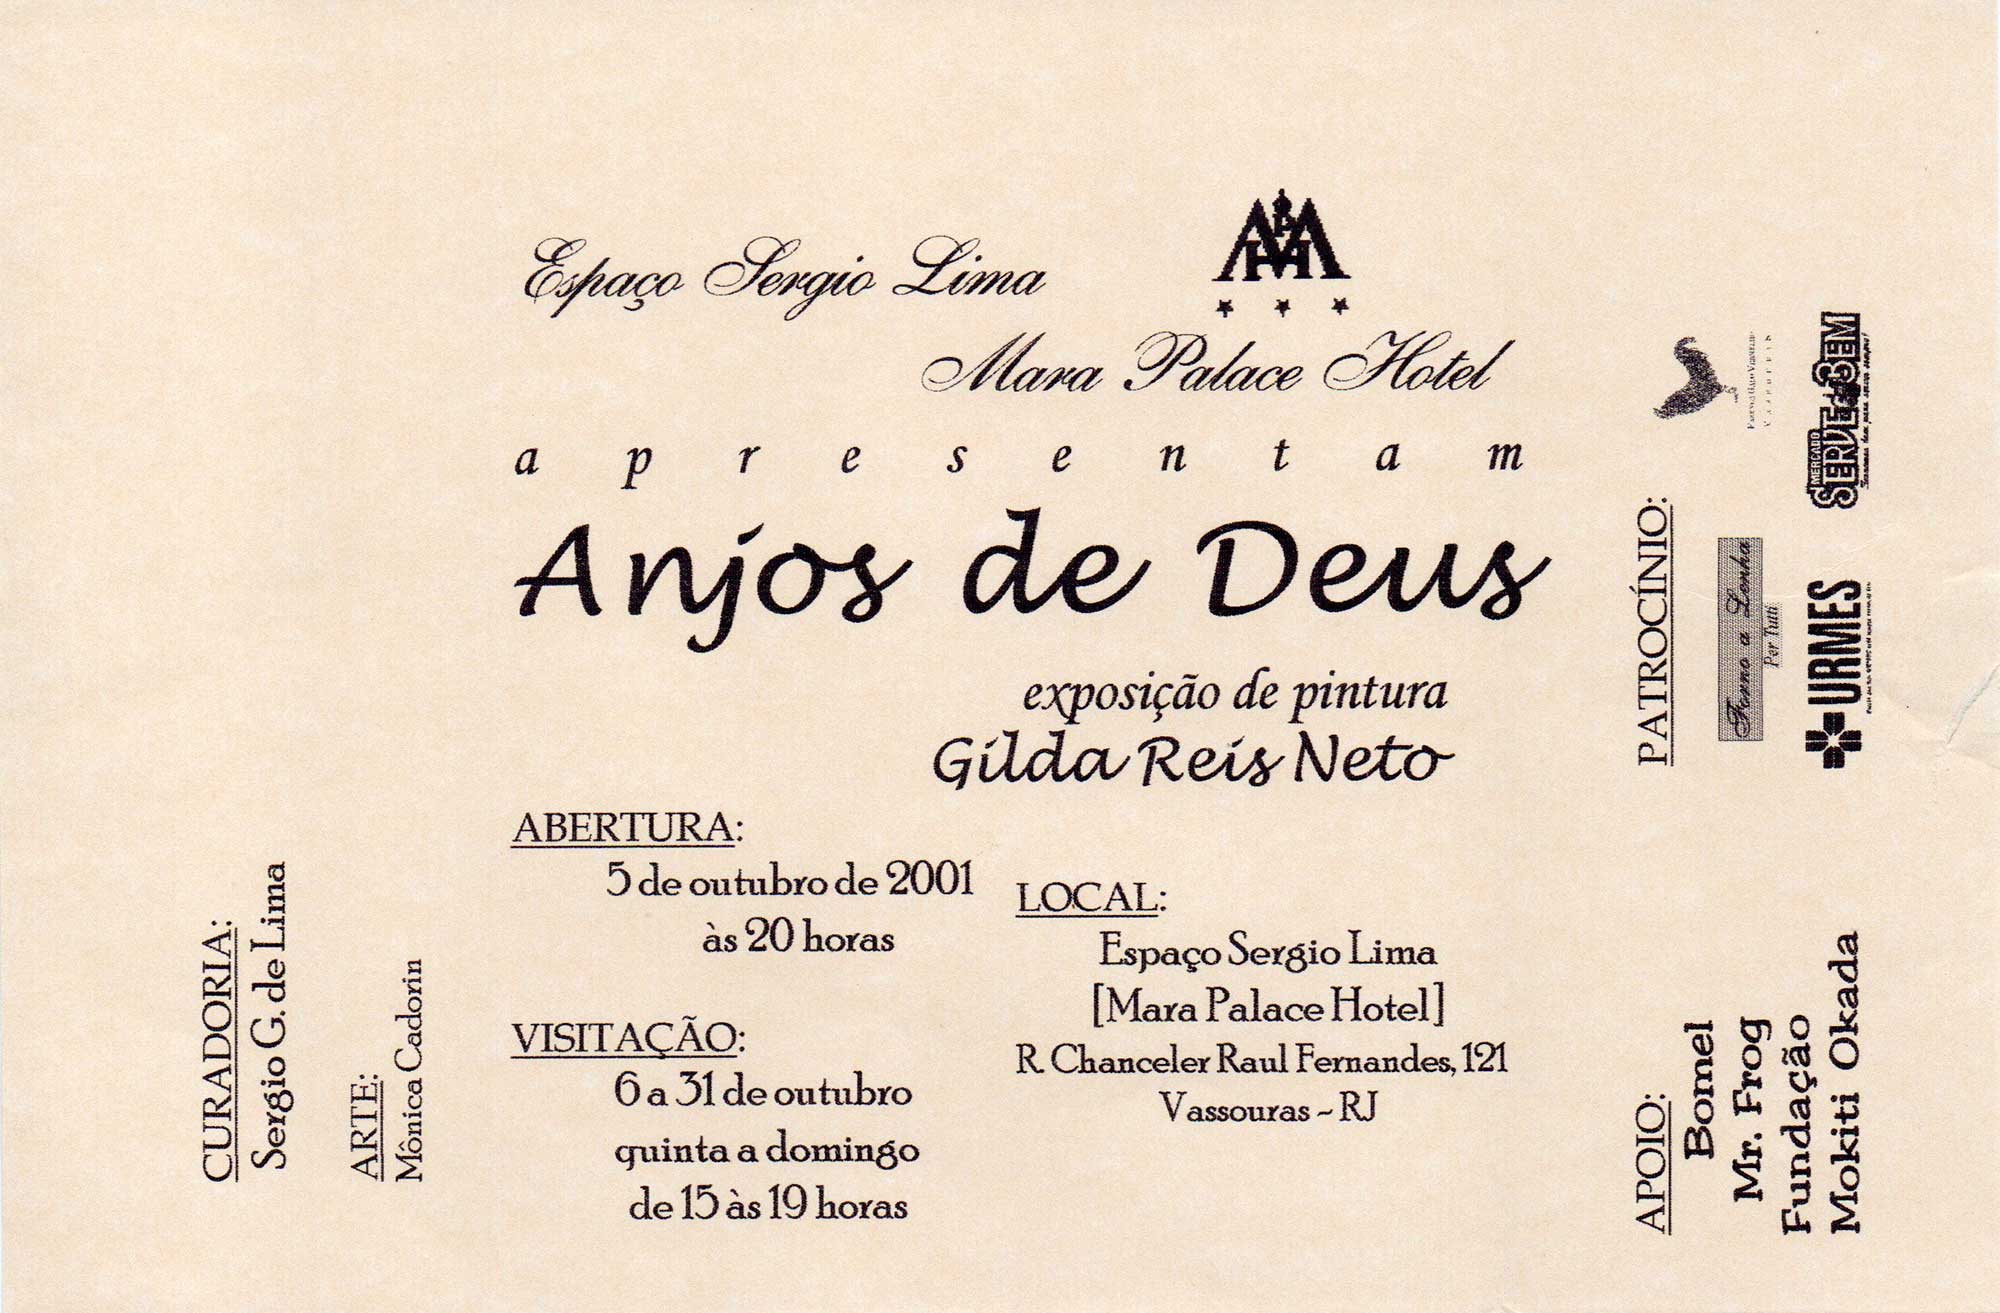 Espaço Sergio Lima
MARA
Mara Palace Hotel
apresentam
Anjos de Deus
exposição de pintura
Gilda Reis Neto
ABERTURA:
5 de outubro de 2001
às 20 horas
VISITAÇÃO:
6 a 31 de outubro
quinta a domingo
de 15 às 19 horas
LOCAL:
Espaço Sergio Lima
[Mara Palace Hotel]
R. Chanceler Raul Fernandes, 121
Vassouras ~ RJ
CURADORIA:
Sergio G. de Lima
ARTE:
Mônica Cadorin
PATROCÍNIO:
Forno a Lenha
Per Tutti
MERCADO
SERVE de BEM
URMES
APOIO:
Bomel
Mr. Frog
Fundação
Mokiti Okada